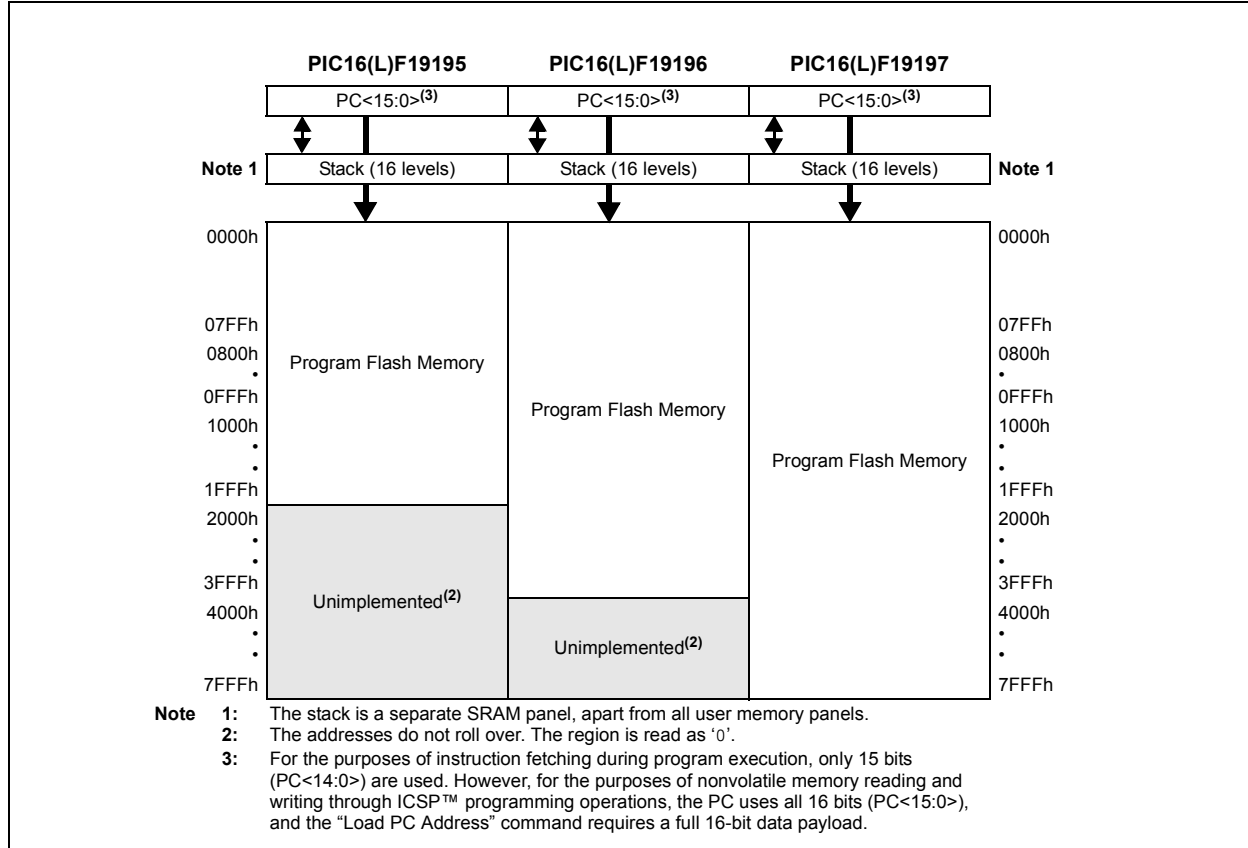 PIC16(L)F19195 PIC16(L)F19196 PIC16(L)F19197
PC<15:0>(3) PC<15:0>(3) PC<15:0>(3)
Note 1 Stack (16 levels) Stack (16 levels) Stack (16 levels) Note 1
0000h 0000h
07FFh 07FFh
0800h 0800h
Program Flash Memory
• •
0FFFh 0FFFh
Program Flash Memory
1000h 1000h
• •
Program Flash Memory
• •
1FFFh 1FFFh
2000h 2000h
• •
• •
3FFFh 3FFFh
Unimplemented(2)
4000h 4000h
• •
Unimplemented(2)
• •
7FFFh 7FFFh
Note 1: The stack is a separate SRAM panel, apart from all user memory panels.
2: The addresses do not roll over. The region is read as ‘0’.
3: For the purposes of instruction fetching during program execution, only 15 bits
(PC<14:0>) are used. However, for the purposes of nonvolatile memory reading and
writing through ICSP™ programming operations, the PC uses all 16 bits (PC<15:0>),
and the “Load PC Address” command requires a full 16-bit data payload.